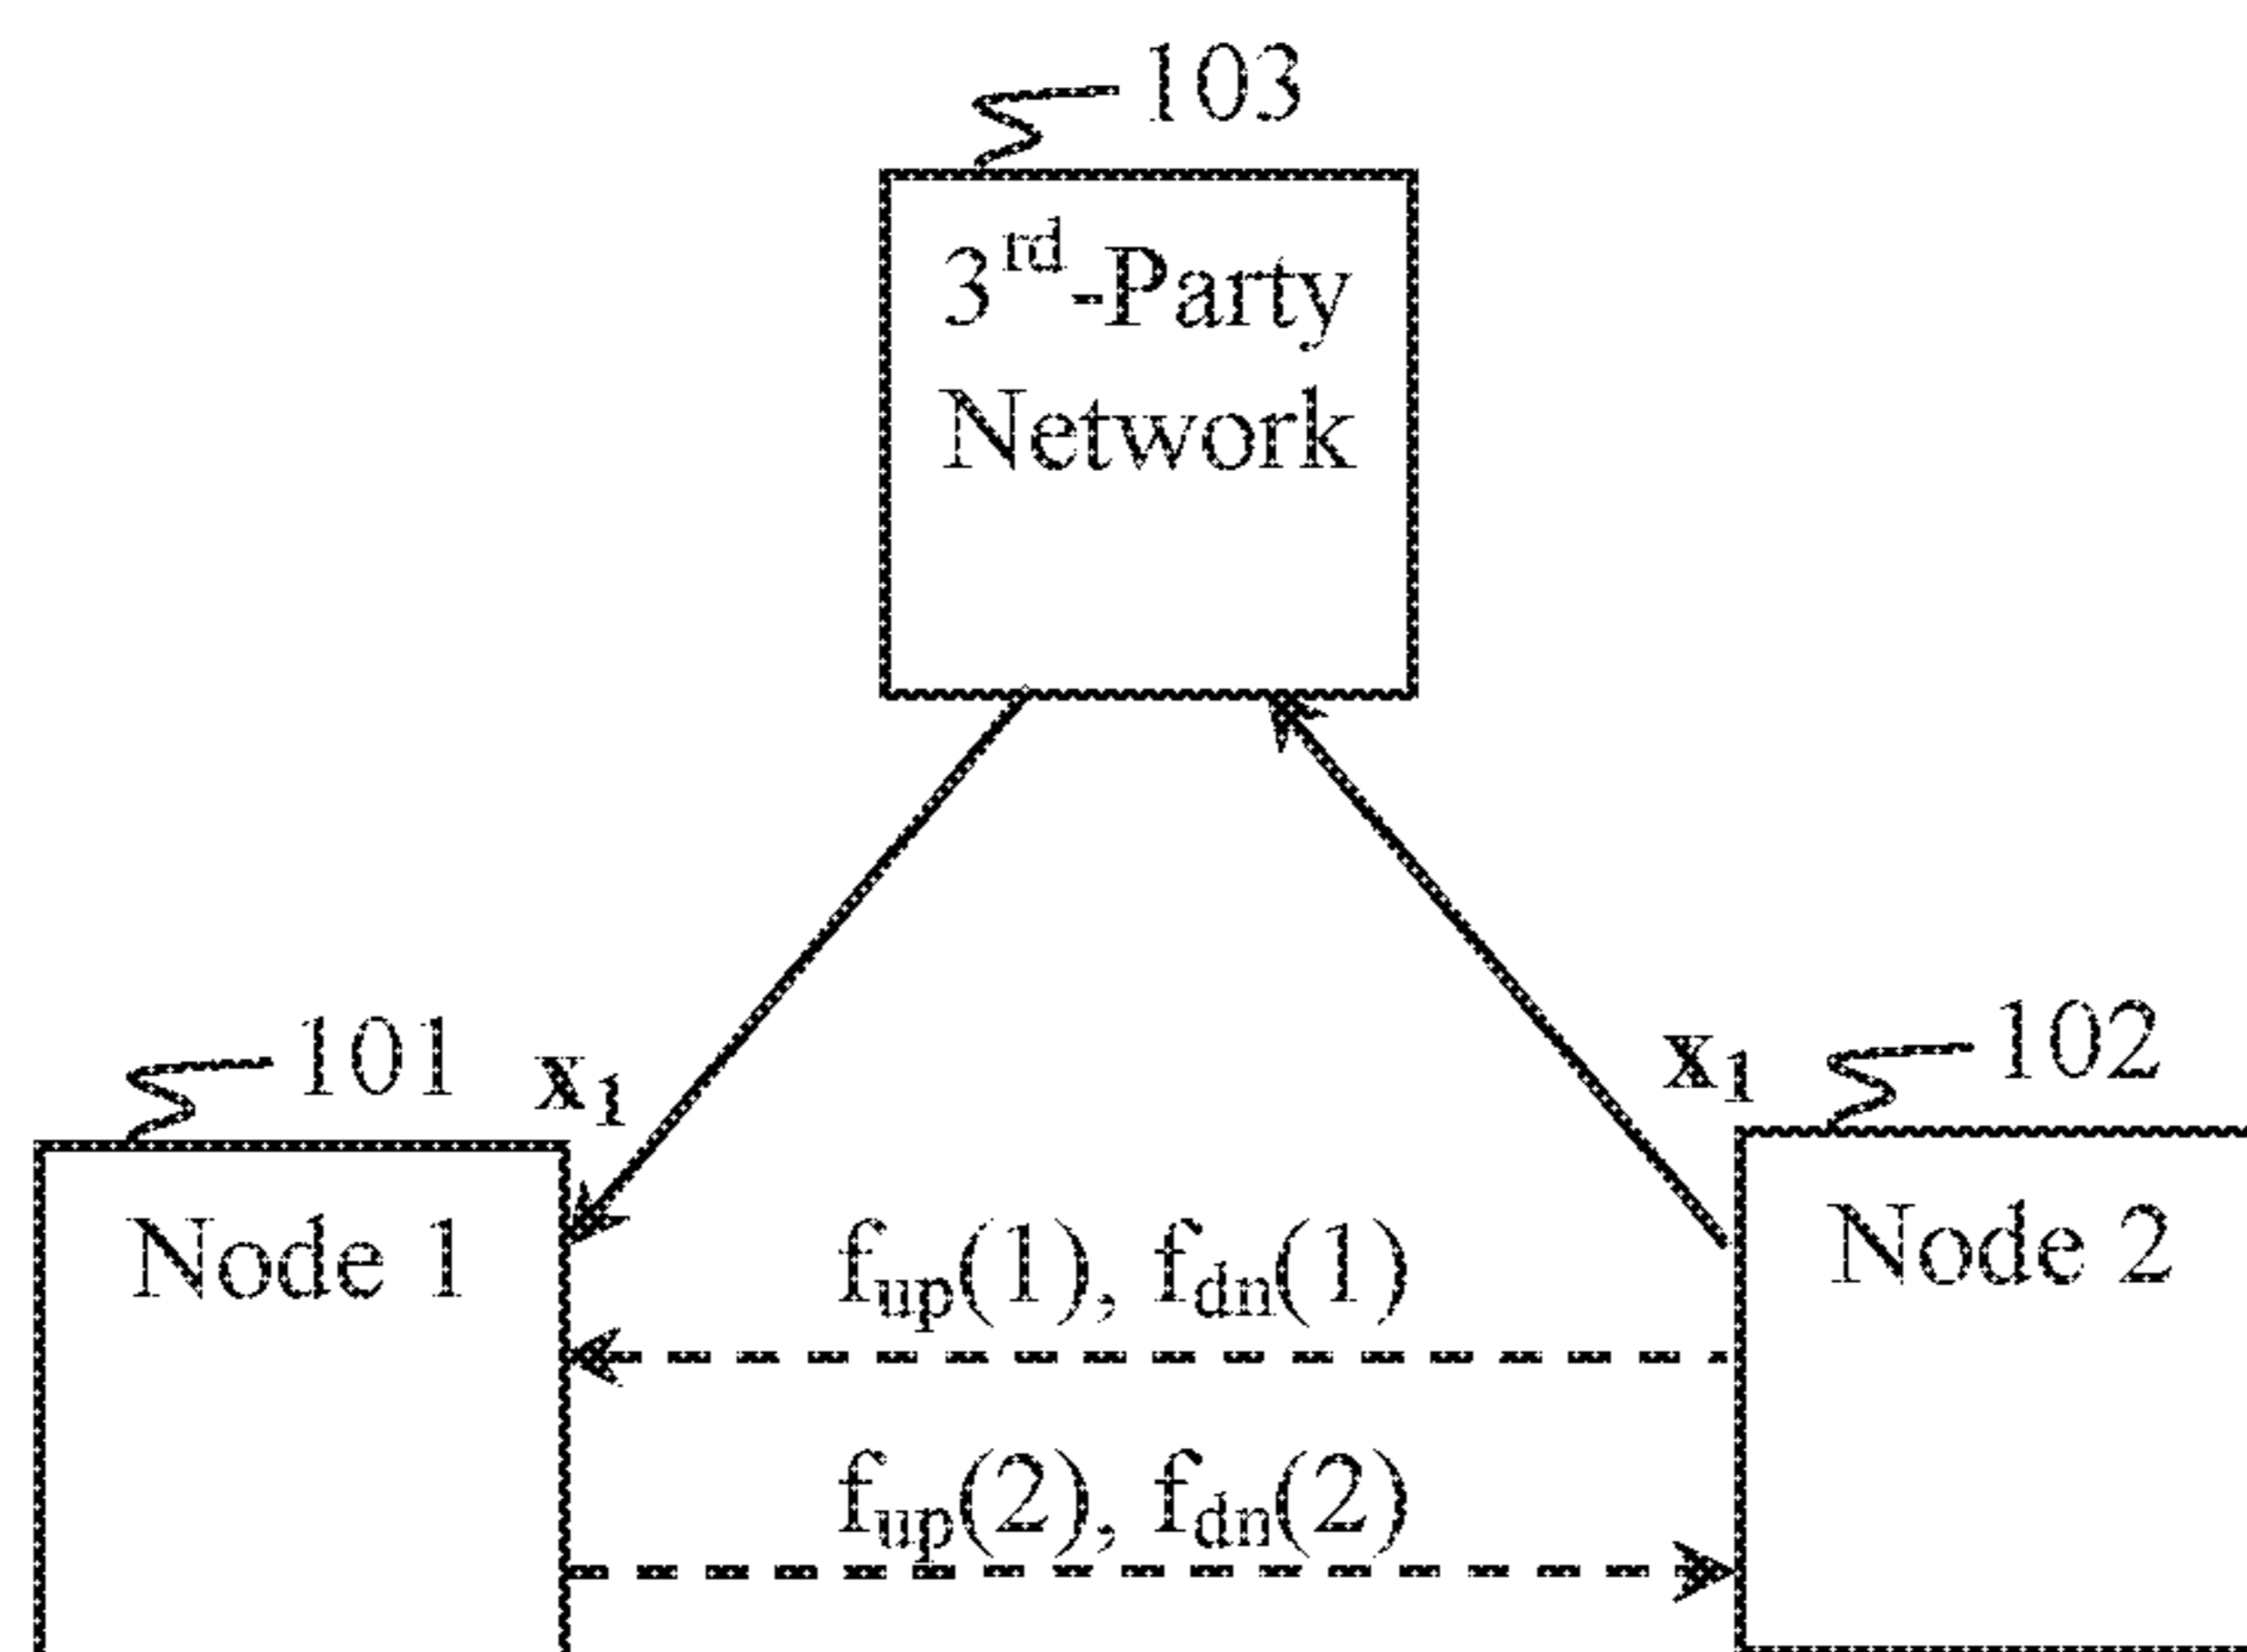 103
3rd-Party
Network
101
x1
x1
102
Node 1
fup(1), fdn(1)
Node 2
fup(2), fdn(2)